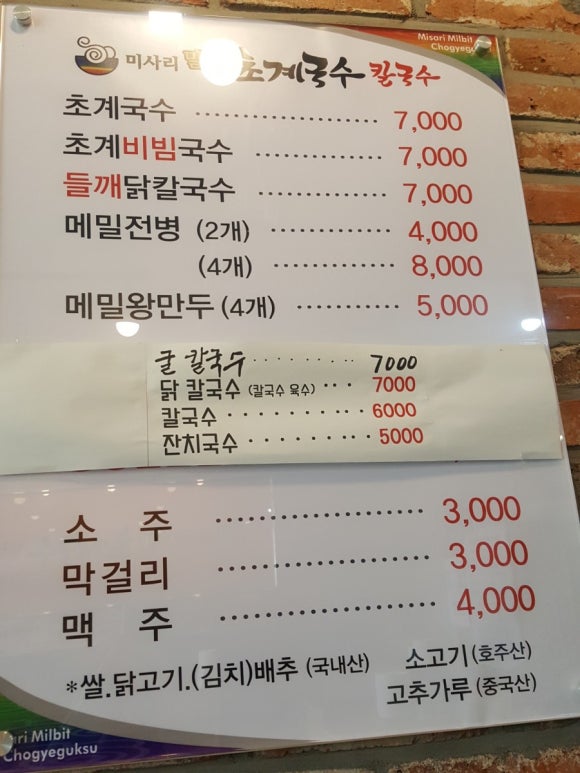 Misari Milbit
Chogyegu
미사리 밀 초계국수 칼국수
초계국수 .................... 7,000
초계비빔국수 .............. 7,000
들깨닭칼국수 .............. 7,000
메밀전병 (2개) ............ 4,000
(4개) ............ 8,000
메밀왕만두 (4개) .......... 5,000
굴 칼국수 .......... 7000
닭 칼국수 (칼국수 육수) ... 7000
칼국수 ............ 6000
잔치국수 .......... 5000
소 주 .................... 3,000
막걸리 .................... 3,000
맥 주 .................... 4,000
*쌀.닭고기.(김치)배추 (국내산) 소고기 (호주산)
고추가루 (중국산)
ari Milbit
Chogyeguksu